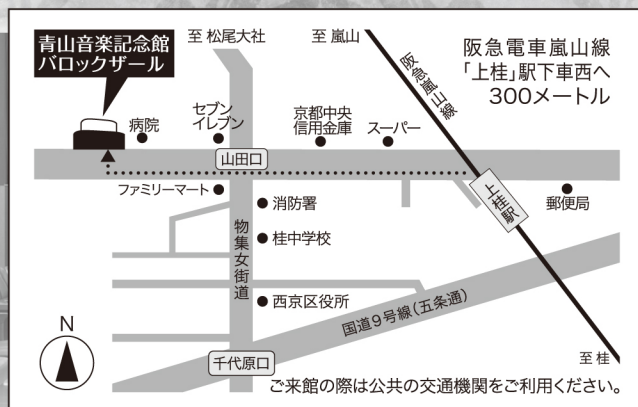 青山音楽記念館
バロックザール
至 松尾大社
至 嵐山
阪急嵐山線
阪急電車嵐山線
「上桂」駅下車西へ
300メートル
病院
セブン
イレブン
京都中央
信用金庫
スーパー
山田口
ファミリーマート
消防署
桂中学校
物集女街道
西京区役所
上桂駅
郵便局
国道9号線(五条通)
千代原口
至 桂
N
ご来館の際は公共の交通機関をご利用ください。